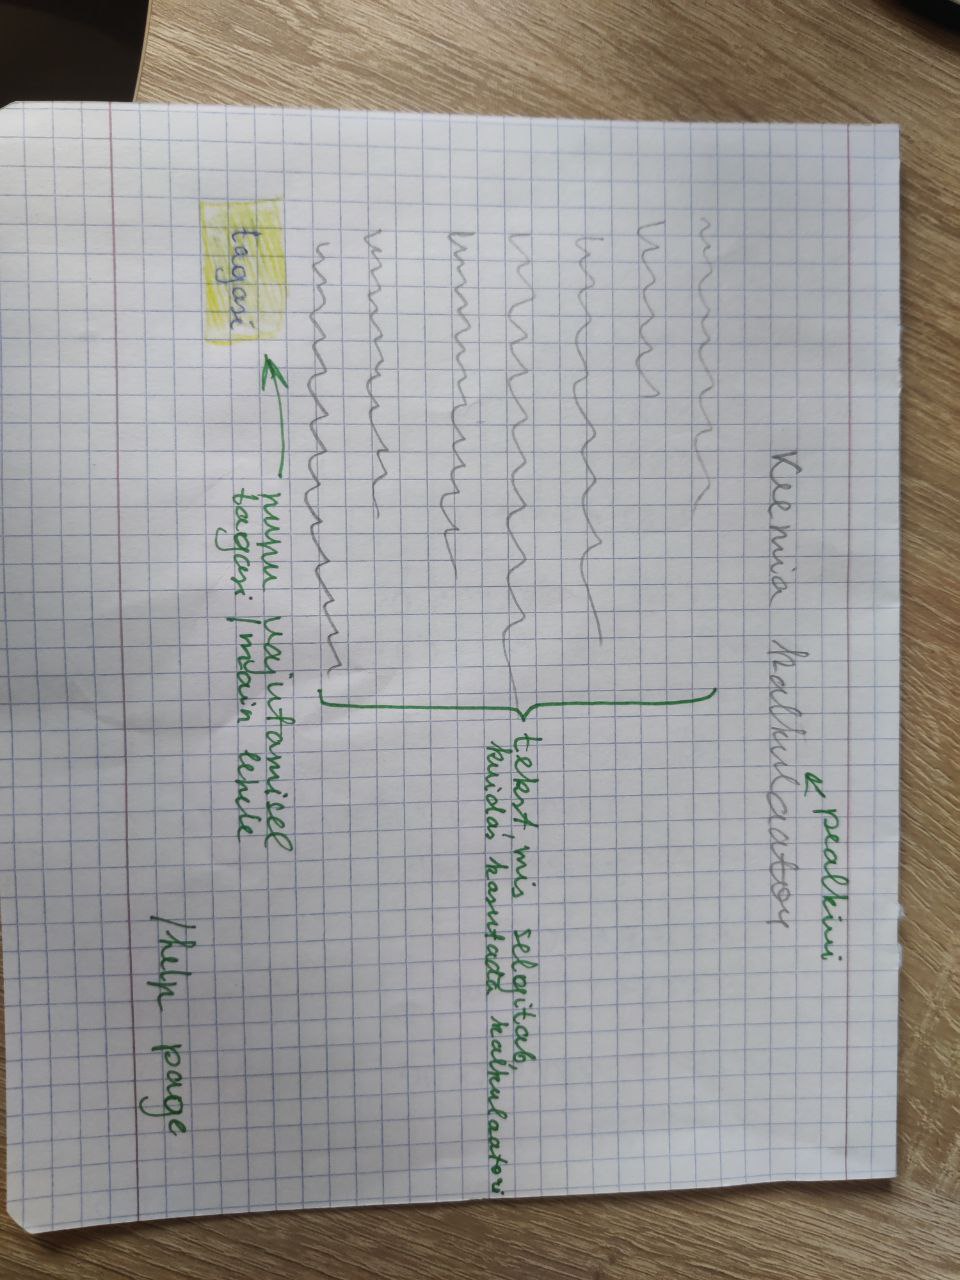 pealkiri
Keemia kalkulaator
tekst, mis selgitab,
kuidas kasutada kalkulaatori
nupu vajutamisel
tagasi /main lehele
tagasi
/help page